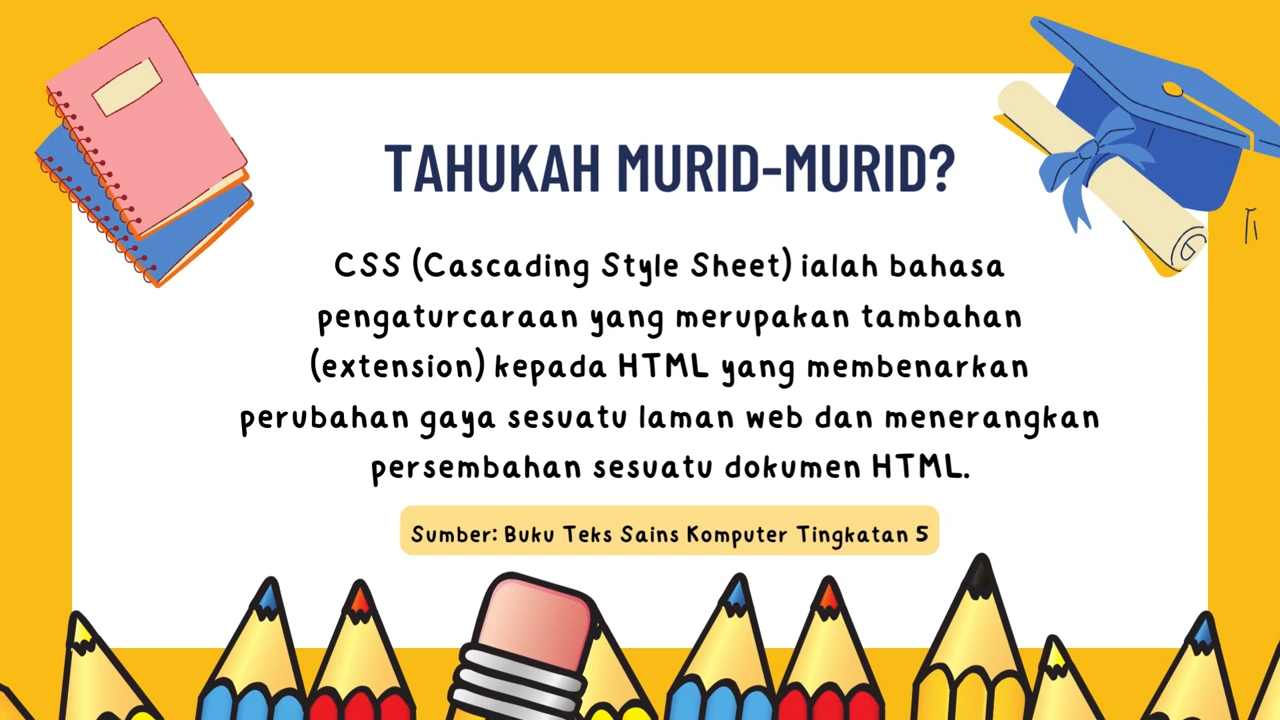 TAHUKAH MURID-MURID?
CSS (Cascading Style Sheet) ialah bahasa
pengaturcaraan yang merupakan tambahan
(extension) kepada HTML yang membenarkan
perubahan gaya sesuatu laman web dan menerangkan
persembahan sesuatu dokumen HTML.
Sumber: Buku Teks Sains Komputer Tingkatan 5